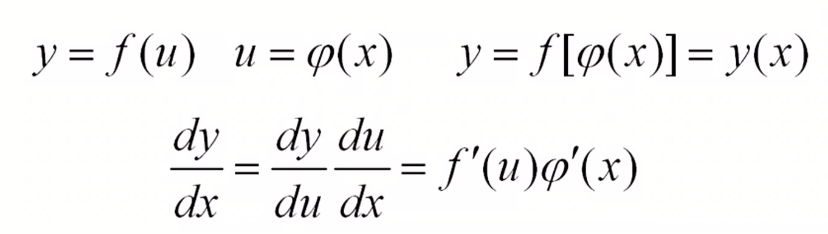 y = f(u) u = φ(x) y = f[φ(x)] = y(x)
dy/dx = dy/du du/dx = f′(u)φ′(x)